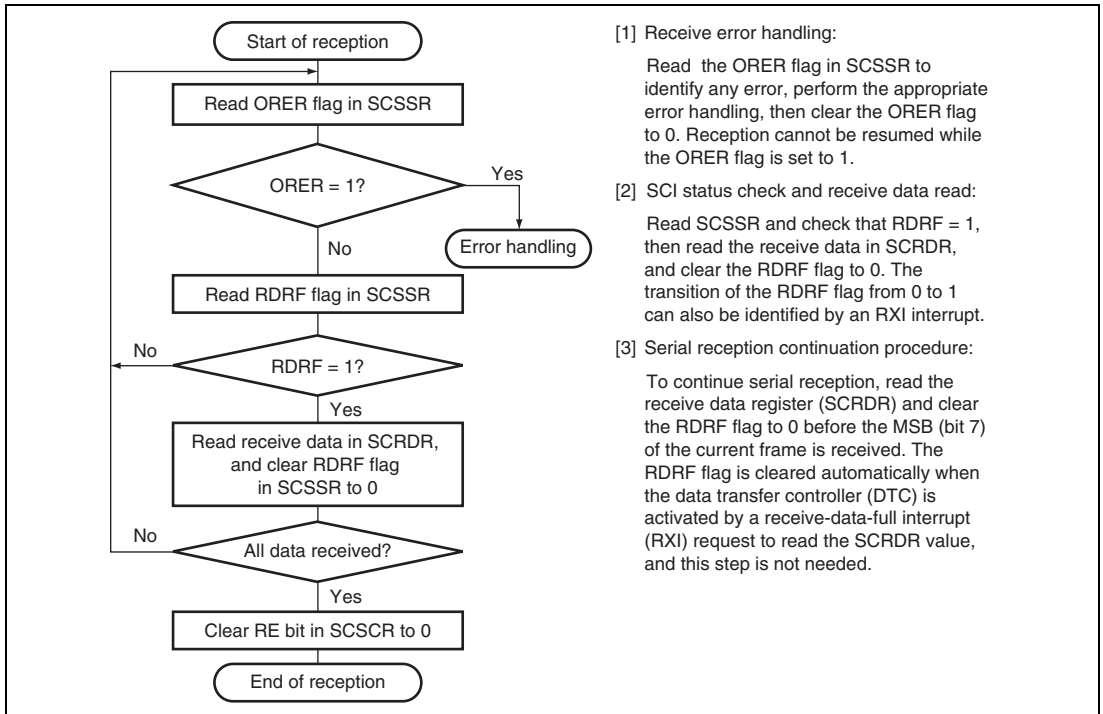 Start of reception
Read ORER flag in SCSSR
ORER = 1?
Yes
Error handling
No
Read RDRF flag in SCSSR
No
RDRF = 1?
Yes
Read receive data in SCRDR,
and clear RDRF flag
in SCSSR to 0
No
All data received?
Yes
Clear RE bit in SCSCR to 0
End of reception
[1] Receive error handling:
Read the ORER flag in SCSSR to
identify any error, perform the appropriate
error handling, then clear the ORER flag
to 0. Reception cannot be resumed while
the ORER flag is set to 1.
[2] SCI status check and receive data read:
Read SCSSR and check that RDRF = 1,
then read the receive data in SCRDR,
and clear the RDRF flag to 0. The
transition of the RDRF flag from 0 to 1
can also be identified by an RXI interrupt.
[3] Serial reception continuation procedure:
To continue serial reception, read the
receive data register (SCRDR) and clear
the RDRF flag to 0 before the MSB (bit 7)
of the current frame is received. The
RDRF flag is cleared automatically when
the data transfer controller (DTC) is
activated by a receive-data-full interrupt
(RXI) request to read the SCRDR value,
and this step is not needed.